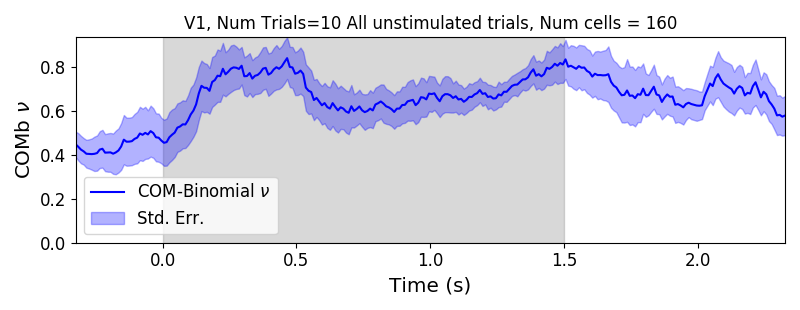 V1, Num Trials=10 All unstimulated trials, Num cells = 160
COMb ν
0.8
0.6
0.4
0.2
0.0
COM-Binomial ν
Std. Err.
0.0 0.5 1.0 1.5 2.0
Time (s)